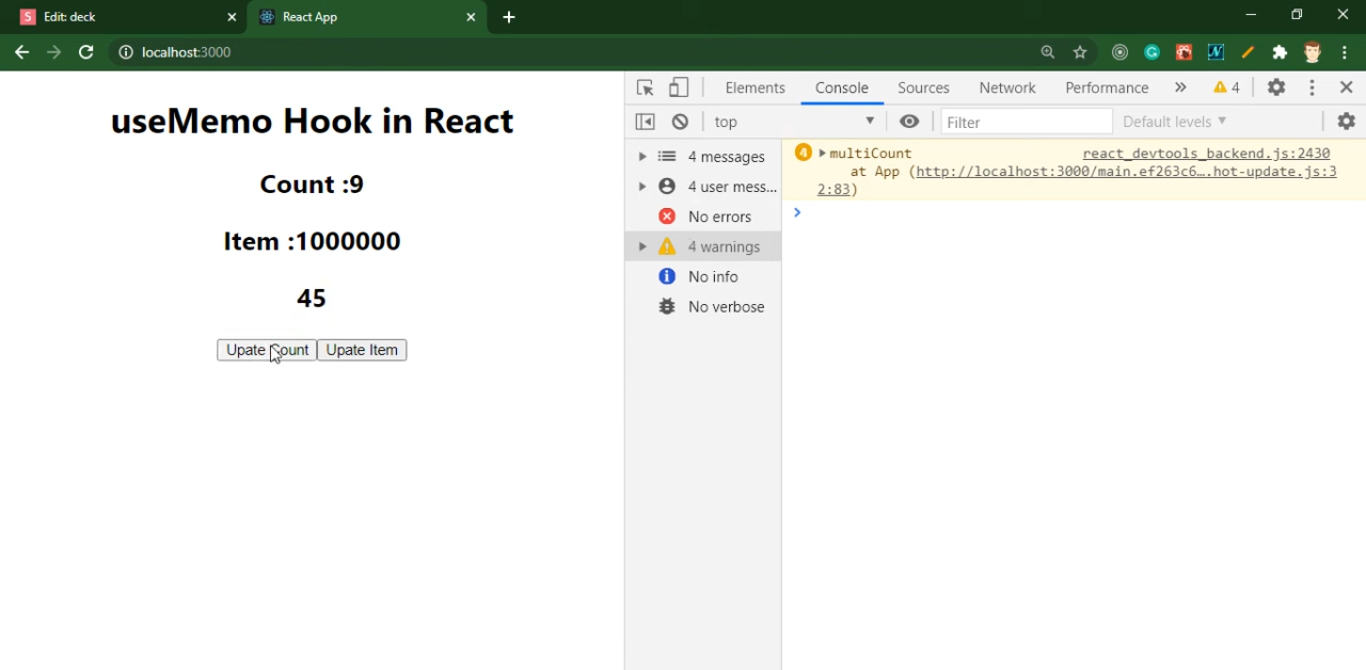 Edit: deck
React App
localhost:3000
useMemo Hook in React
Count :9
Item :1000000
45
Upate Count
Upate Item
Elements
Console
Sources
Network
Performance
4
top
Filter
Default levels
4 messages
4 user mess...
No errors
4 warnings
No info
No verbose
4 multiCount react_devtools_backend.js:2430
at App (http://localhost:3000/main.ef263c6….hot-update.js:3
2:83)